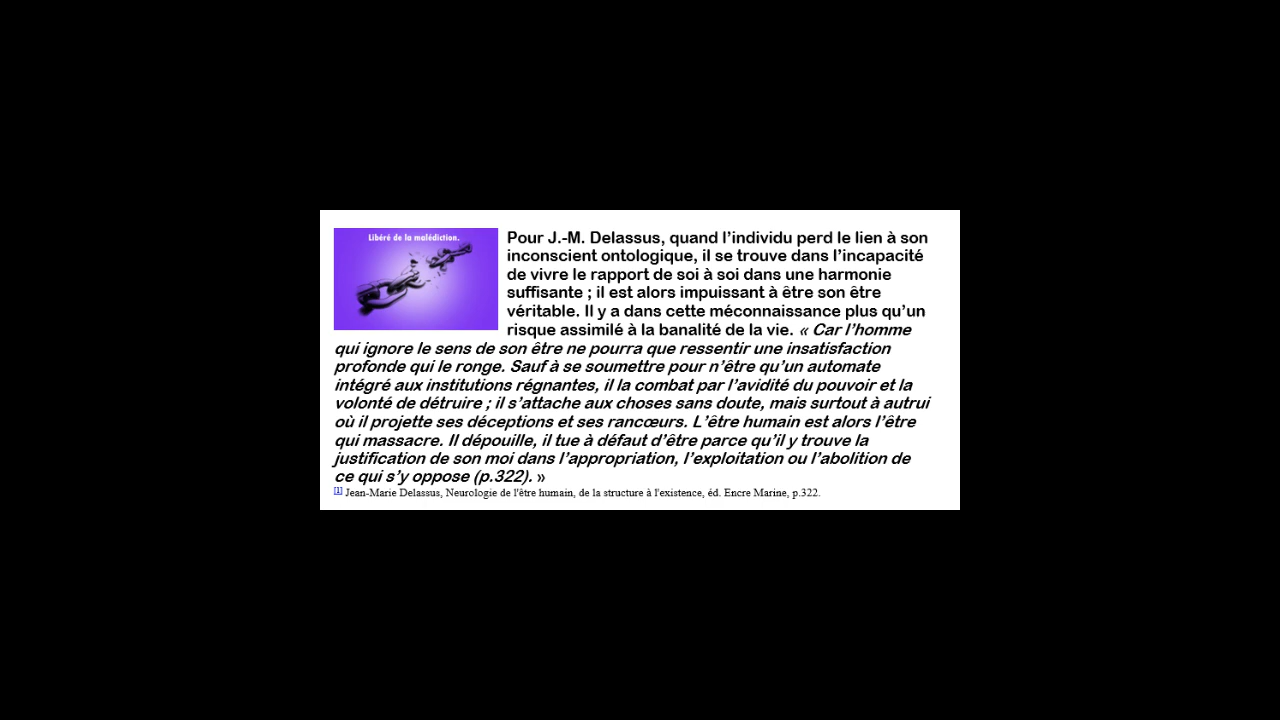 Libéré de la malédiction.
Pour J.-M. Delassus, quand l’individu perd le lien à son
inconscient ontologique, il se trouve dans l’incapacité
de vivre le rapport de soi à soi dans une harmonie
suffisante ; il est alors impuissant à être son être
véritable. Il y a dans cette méconnaissance plus qu’un
risque assimilé à la banalité de la vie. « Car l’homme
qui ignore le sens de son être ne pourra que ressentir une insatisfaction
profonde qui le ronge. Sauf à se soumettre pour n’être qu’un automate
intégré aux institutions régnantes, il la combat par l’avidité du pouvoir et la
volonté de détruire ; il s’attache aux choses sans doute, mais surtout à autrui
où il projette ses déceptions et ses rancœurs. L’être humain est alors l’être
qui massacre. Il dépouille, il tue à défaut d’être parce qu’il y trouve la
justification de son moi dans l’appropriation, l’exploitation ou l’abolition de
ce qui s’y oppose (p.322). »
[1] Jean-Marie Delassus, Neurologie de l'être humain, de la structure à l'existence, éd. Encre Marine, p.322.